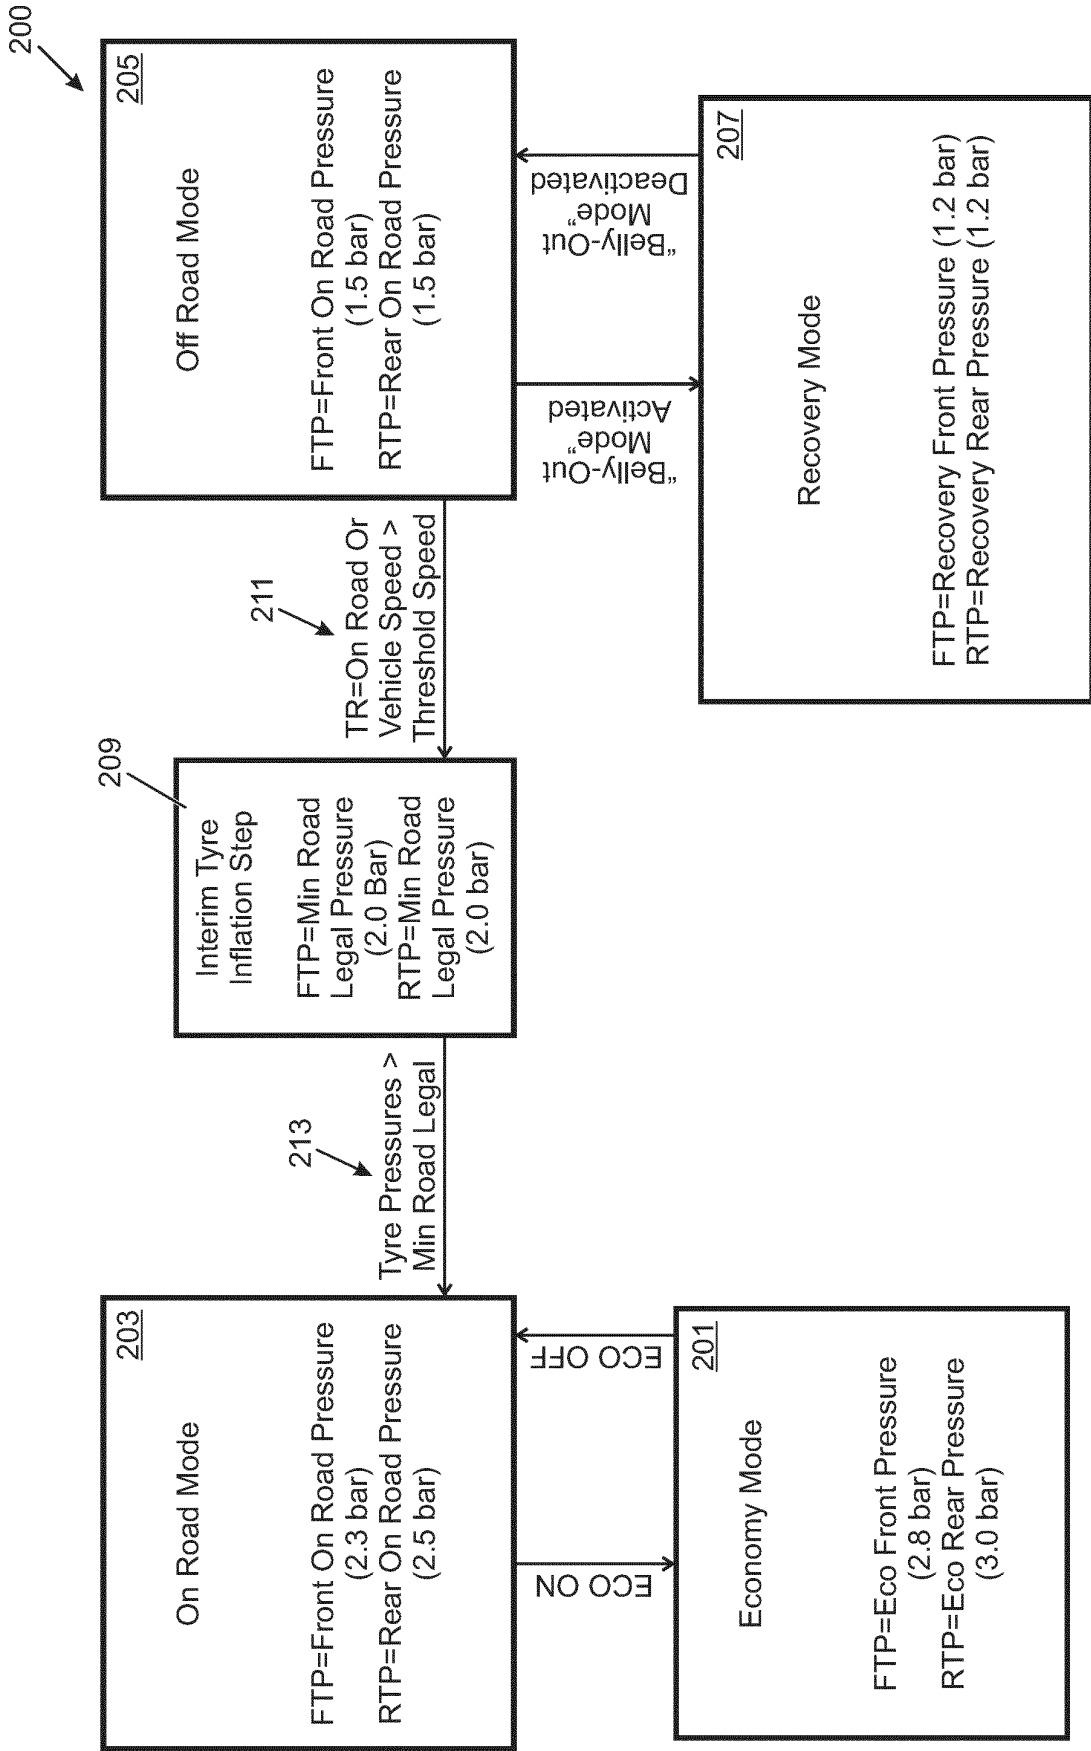 200
On Road Mode
203
FTP=Front On Road Pressure
(2.3 bar)
RTP=Rear On Road Pressure
(2.5 bar)
213
Tyre Pressures >
Min Road Legal
209
Interim Tyre
Inflation Step
FTP=Min Road
Legal Pressure
(2.0 Bar)
RTP=Min Road
Legal Pressure
(2.0 bar)
211
TR=On Road Or
Vehicle Speed >
Threshold Speed
Off Road Mode
205
FTP=Front On Road Pressure
(1.5 bar)
RTP=Rear On Road Pressure
(1.5 bar)
ECO ON
ECO OFF
"Belly-Out
Mode"
Activated
"Belly-Out
Mode"
Deactivated
Economy Mode
201
FTP=Eco Front Pressure
(2.8 bar)
RTP=Eco Rear Pressure
(3.0 bar)
Recovery Mode
207
FTP=Recovery Front Pressure (1.2 bar)
RTP=Recovery Rear Pressure (1.2 bar)